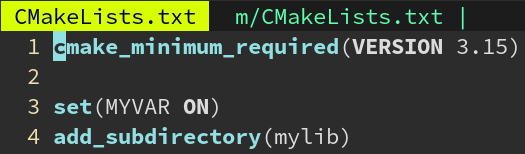 CMakeLists.txt m/CMakeLists.txt |
1 cmake_minimum_required(VERSION 3.15)
2
3 set(MYVAR ON)
4 add_subdirectory(mylib)